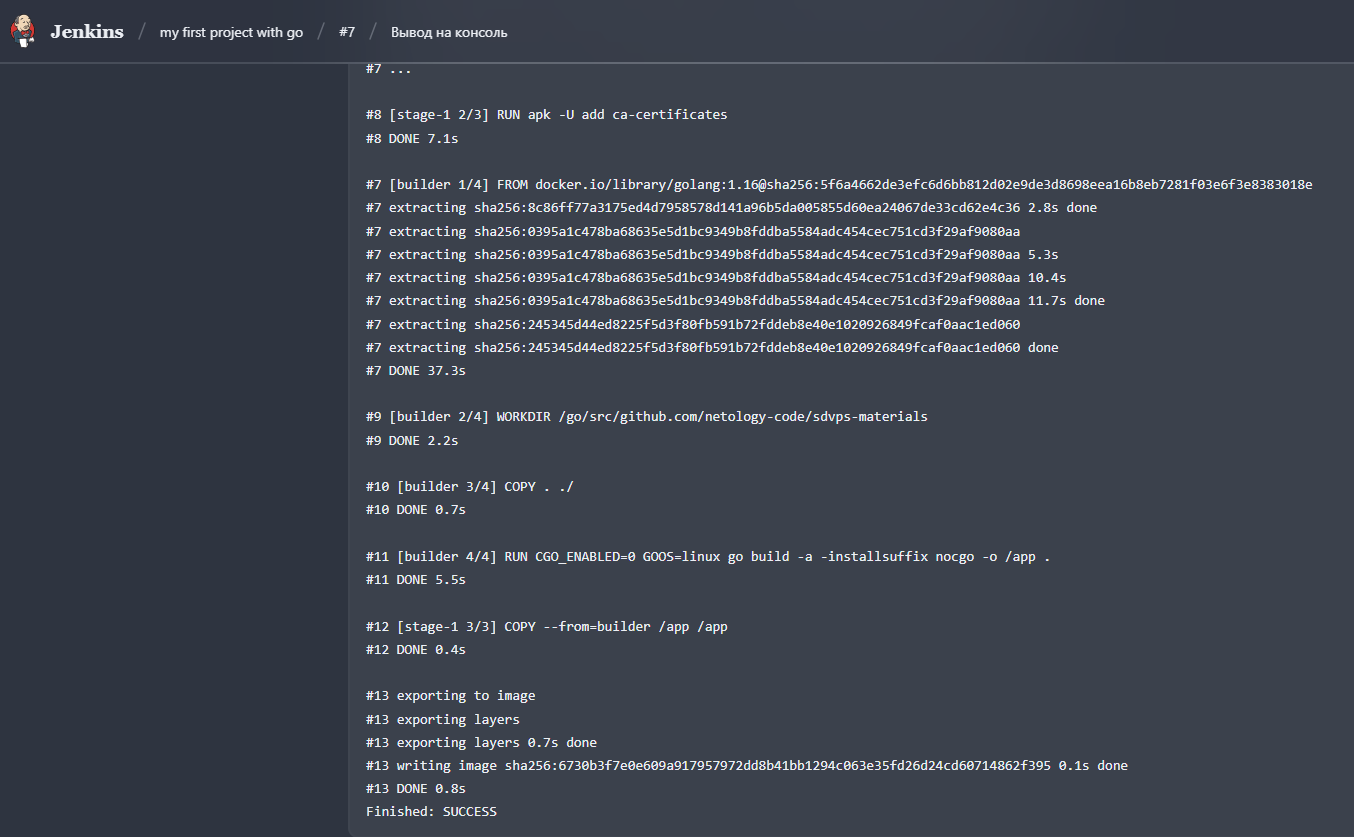 Jenkins / my first project with go / #7 / Вывод на консоль
#7 ...
#8 [stage-1 2/3] RUN apk -U add ca-certificates
#8 DONE 7.1s
#7 [builder 1/4] FROM docker.io/library/golang:1.16@sha256:5f6a4662de3efc6d6bb812d02e9de3d8698eea16b8eb7281f03e6f3e8383018e
#7 extracting sha256:8c86ff77a3175ed4d7958578d141a96b5da005855d60ea24067de33cd62e4c36 2.8s done
#7 extracting sha256:0395a1c478ba68635e5d1bc9349b8fddba5584adc454cec751cd3f29af9080aa
#7 extracting sha256:0395a1c478ba68635e5d1bc9349b8fddba5584adc454cec751cd3f29af9080aa 5.3s
#7 extracting sha256:0395a1c478ba68635e5d1bc9349b8fddba5584adc454cec751cd3f29af9080aa 10.4s
#7 extracting sha256:0395a1c478ba68635e5d1bc9349b8fddba5584adc454cec751cd3f29af9080aa 11.7s done
#7 extracting sha256:245345d44ed8225f5d3f80fb591b72fddeb8e40e1020926849fcaf0aac1ed060
#7 extracting sha256:245345d44ed8225f5d3f80fb591b72fddeb8e40e1020926849fcaf0aac1ed060 done
#7 DONE 37.3s
#9 [builder 2/4] WORKDIR /go/src/github.com/netology-code/sdvps-materials
#9 DONE 2.2s
#10 [builder 3/4] COPY . ./
#10 DONE 0.7s
#11 [builder 4/4] RUN CGO_ENABLED=0 GOOS=linux go build -a -installsuffix nocgo -o /app .
#11 DONE 5.5s
#12 [stage-1 3/3] COPY --from=builder /app /app
#12 DONE 0.4s
#13 exporting to image
#13 exporting layers
#13 exporting layers 0.7s done
#13 writing image sha256:6730b3f7e0e609a917957972dd8b41bb1294c063e35fd26d24cd60714862f395 0.1s done
#13 DONE 0.8s
Finished: SUCCESS